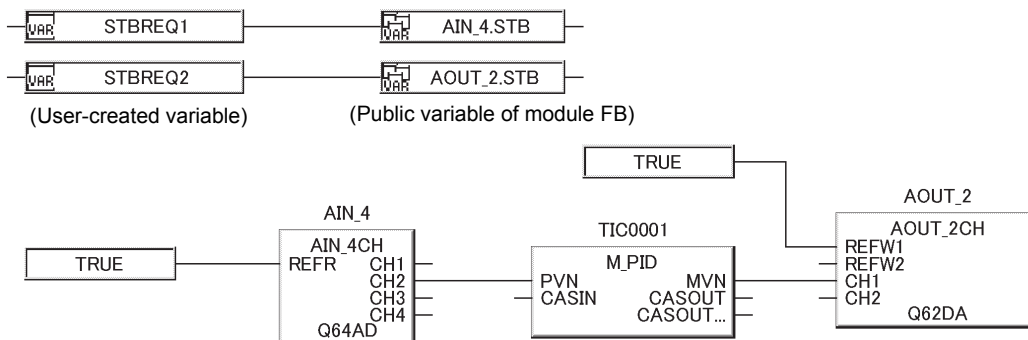 VAR STBREQ1 VAR AIN_4.STB
VAR STBREQ2 VAR AOUT_2.STB
(User-created variable) (Public variable of module FB)
TRUE
AOUT_2
AIN_4
TIC0001
AOUT_2CH
AIN_4CH
M_PID
REFW1
TRUE
REFR CH1
REFW2
CH2
PVN MVN
CH1
CH3
CASIN CASOUT
CH2
CH4
CASOUT...
Q64AD
Q62DA